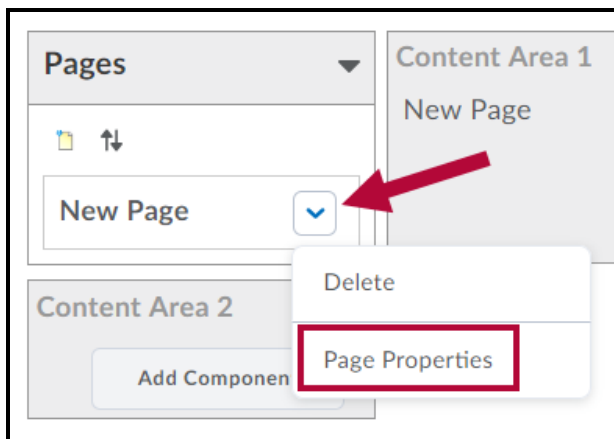 Pages
New Page
Content Area 1
New Page
Delete
Page Properties
Content Area 2
Add Componen